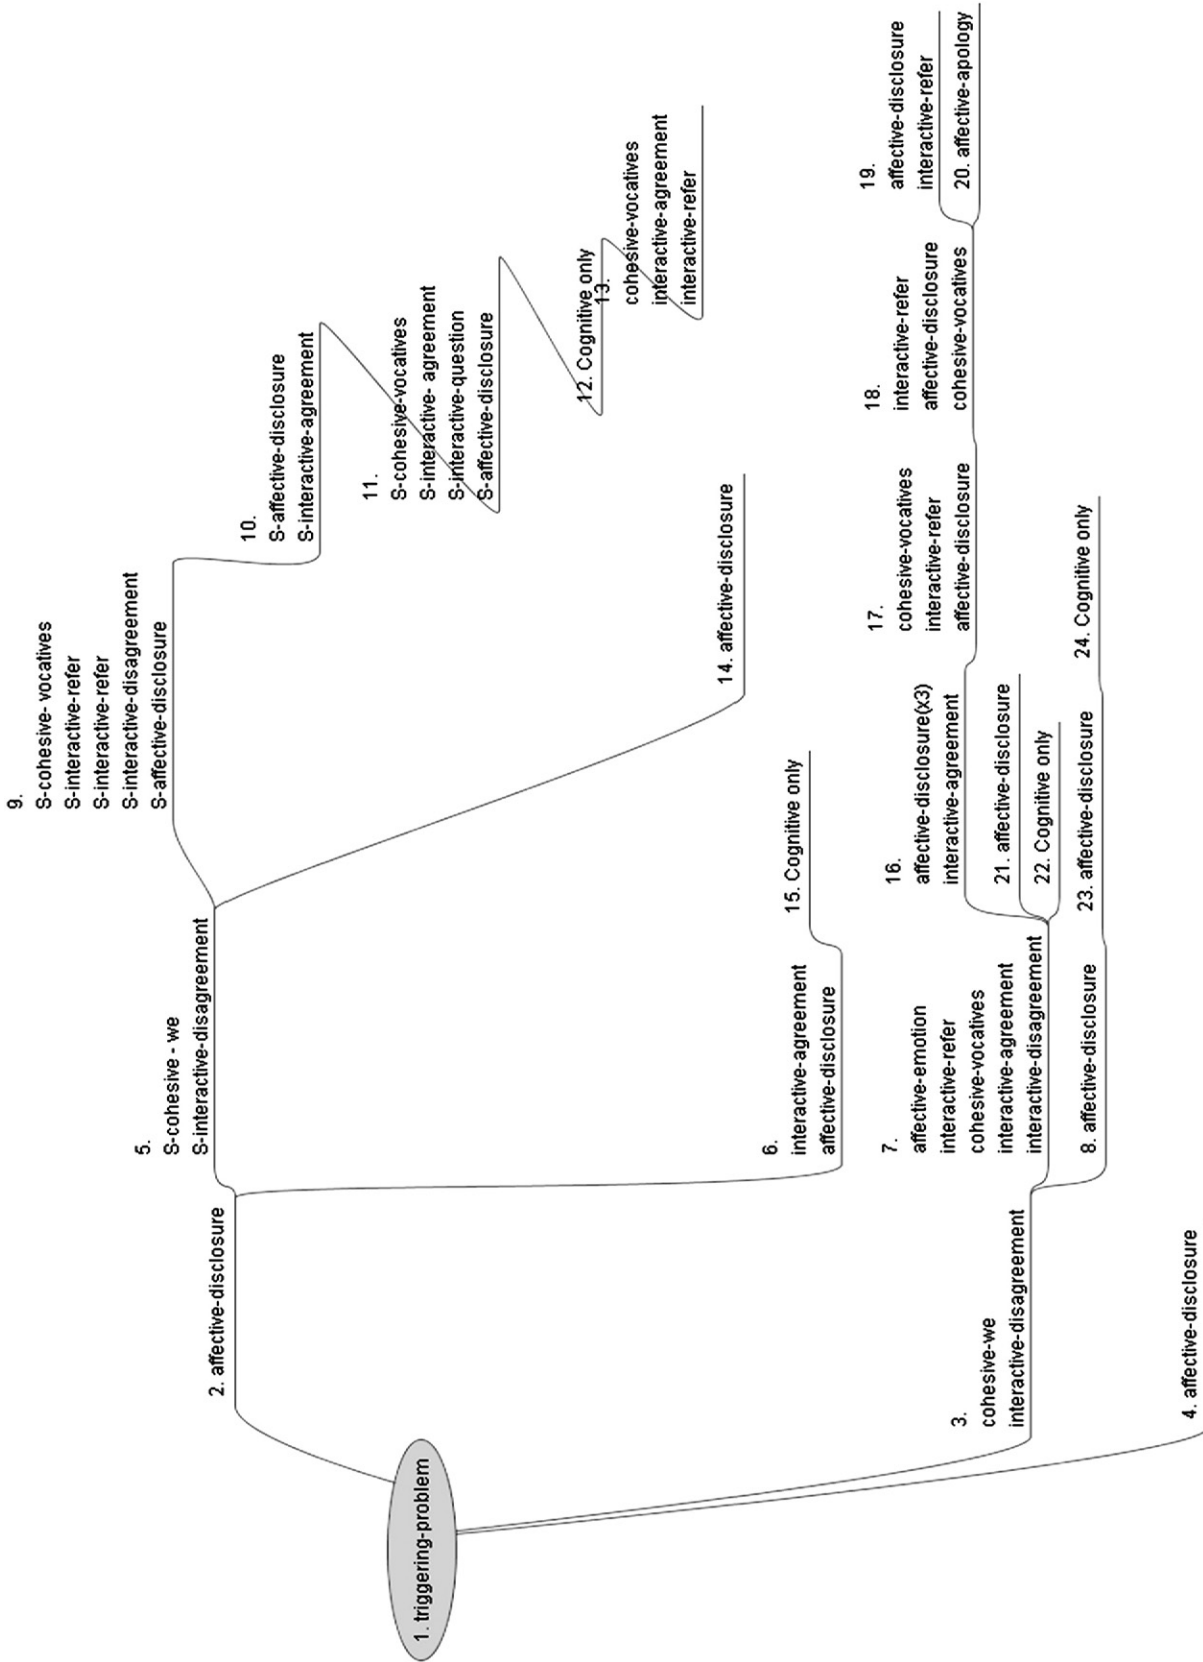 1. triggering-problem
2. affective-disclosure
3.
cohesive-we
interactive-disagreement
4. affective-disclosure
5.
S-cohesive - we
S-interactive-disagreement
6.
interactive-agreement
affective-disclosure
7.
affective-emotion
interactive-refer
cohesive-vocatives
interactive-agreement
interactive-disagreement
8. affective-disclosure
9.
S-cohesive- vocatives
S-interactive-refer
S-interactive-refer
S-interactive-disagreement
S-affective-disclosure
10.
S-affective-disclosure
S-interactive-agreement
11.
S-cohesive-vocatives
S-interactive- agreement
S-interactive-question
S-affective-disclosure
12. Cognitive only
13.
cohesive-vocatives
interactive-agreement
interactive-refer
14. affective-disclosure
15. Cognitive only
16.
affective-disclosure(x3)
interactive-agreement
17.
cohesive-vocatives
interactive-refer
affective-disclosure
18.
interactive-refer
affective-disclosure
cohesive-vocatives
19.
affective-disclosure
interactive-refer
20. affective-apology
21. affective-disclosure
22. Cognitive only
23. affective-disclosure
24. Cognitive only